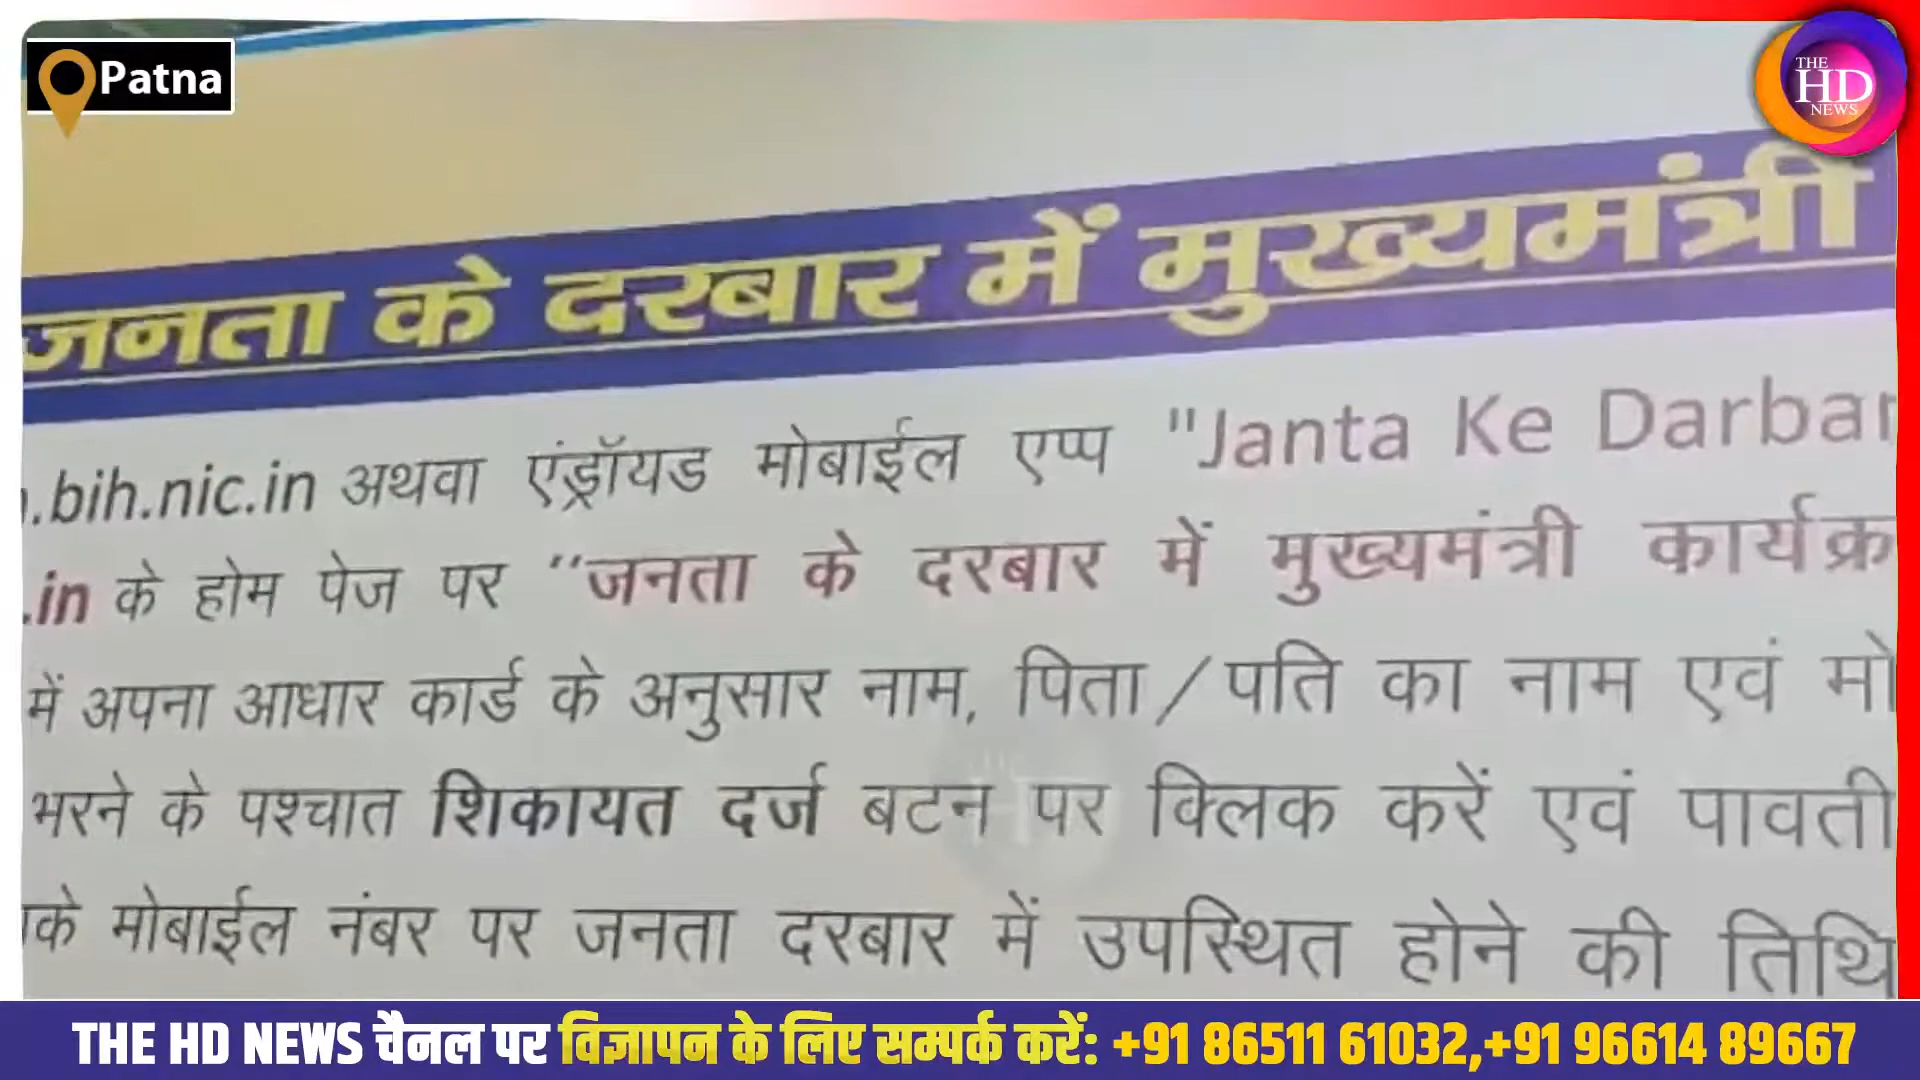 Patna
THE
HD
NEWS
जनता के दरबार में मुख्यमंत्री
.bih.nic.in अथवा एंड्रॉयड मोबाईल एप्प "Janta Ke Darbar
.in के होम पेज पर "जनता के दरबार में मुख्यमंत्री कार्यक्र
में अपना आधार कार्ड के अनुसार नाम, पिता/पति का नाम एवं मो
भरने के पश्चात शिकायत दर्ज बटन पर क्लिक करें एवं पावती
के मोबाईल नंबर पर जनता दरबार में उपस्थित होने की तिथि
THE HD NEWS चैनल पर विज्ञापन के लिए सम्पर्क करें: +91 86511 61032,+91 96614 89667